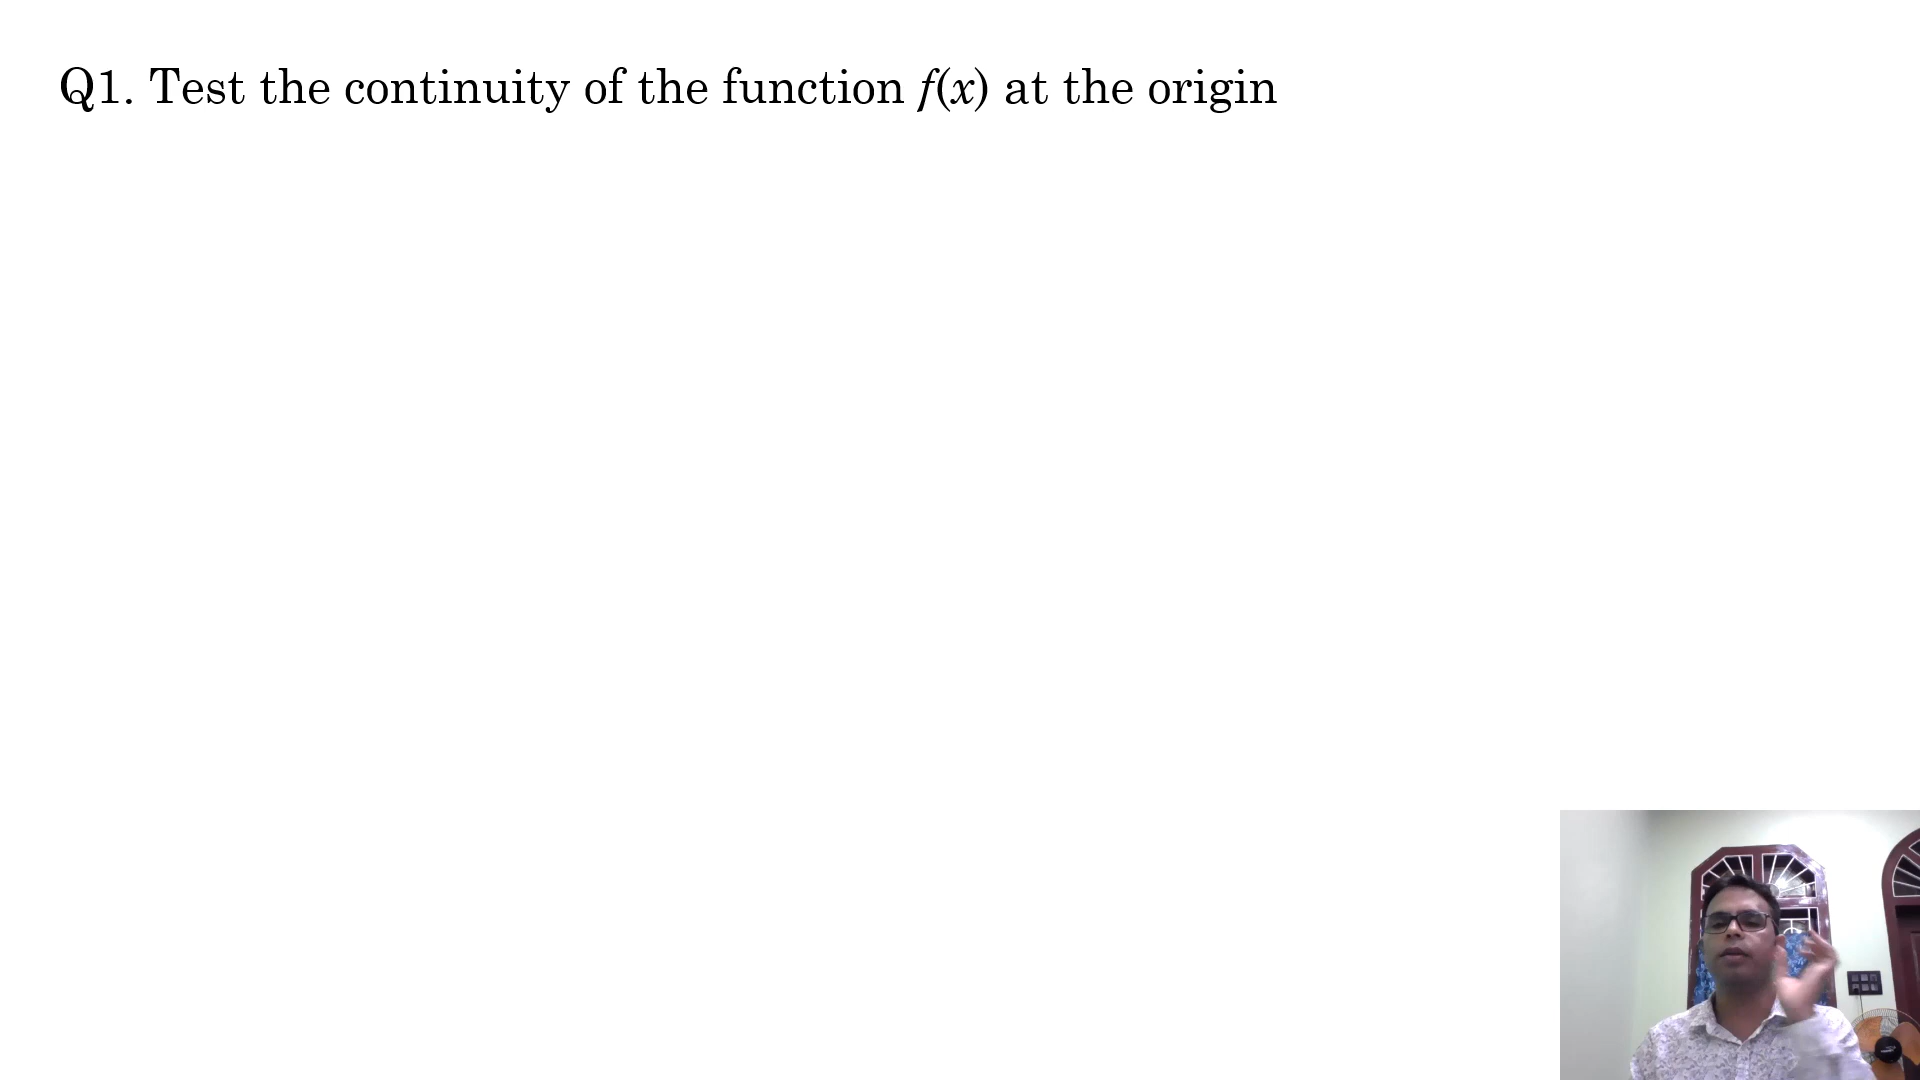 Q1. Test the continuity of the function f(x) at the origin